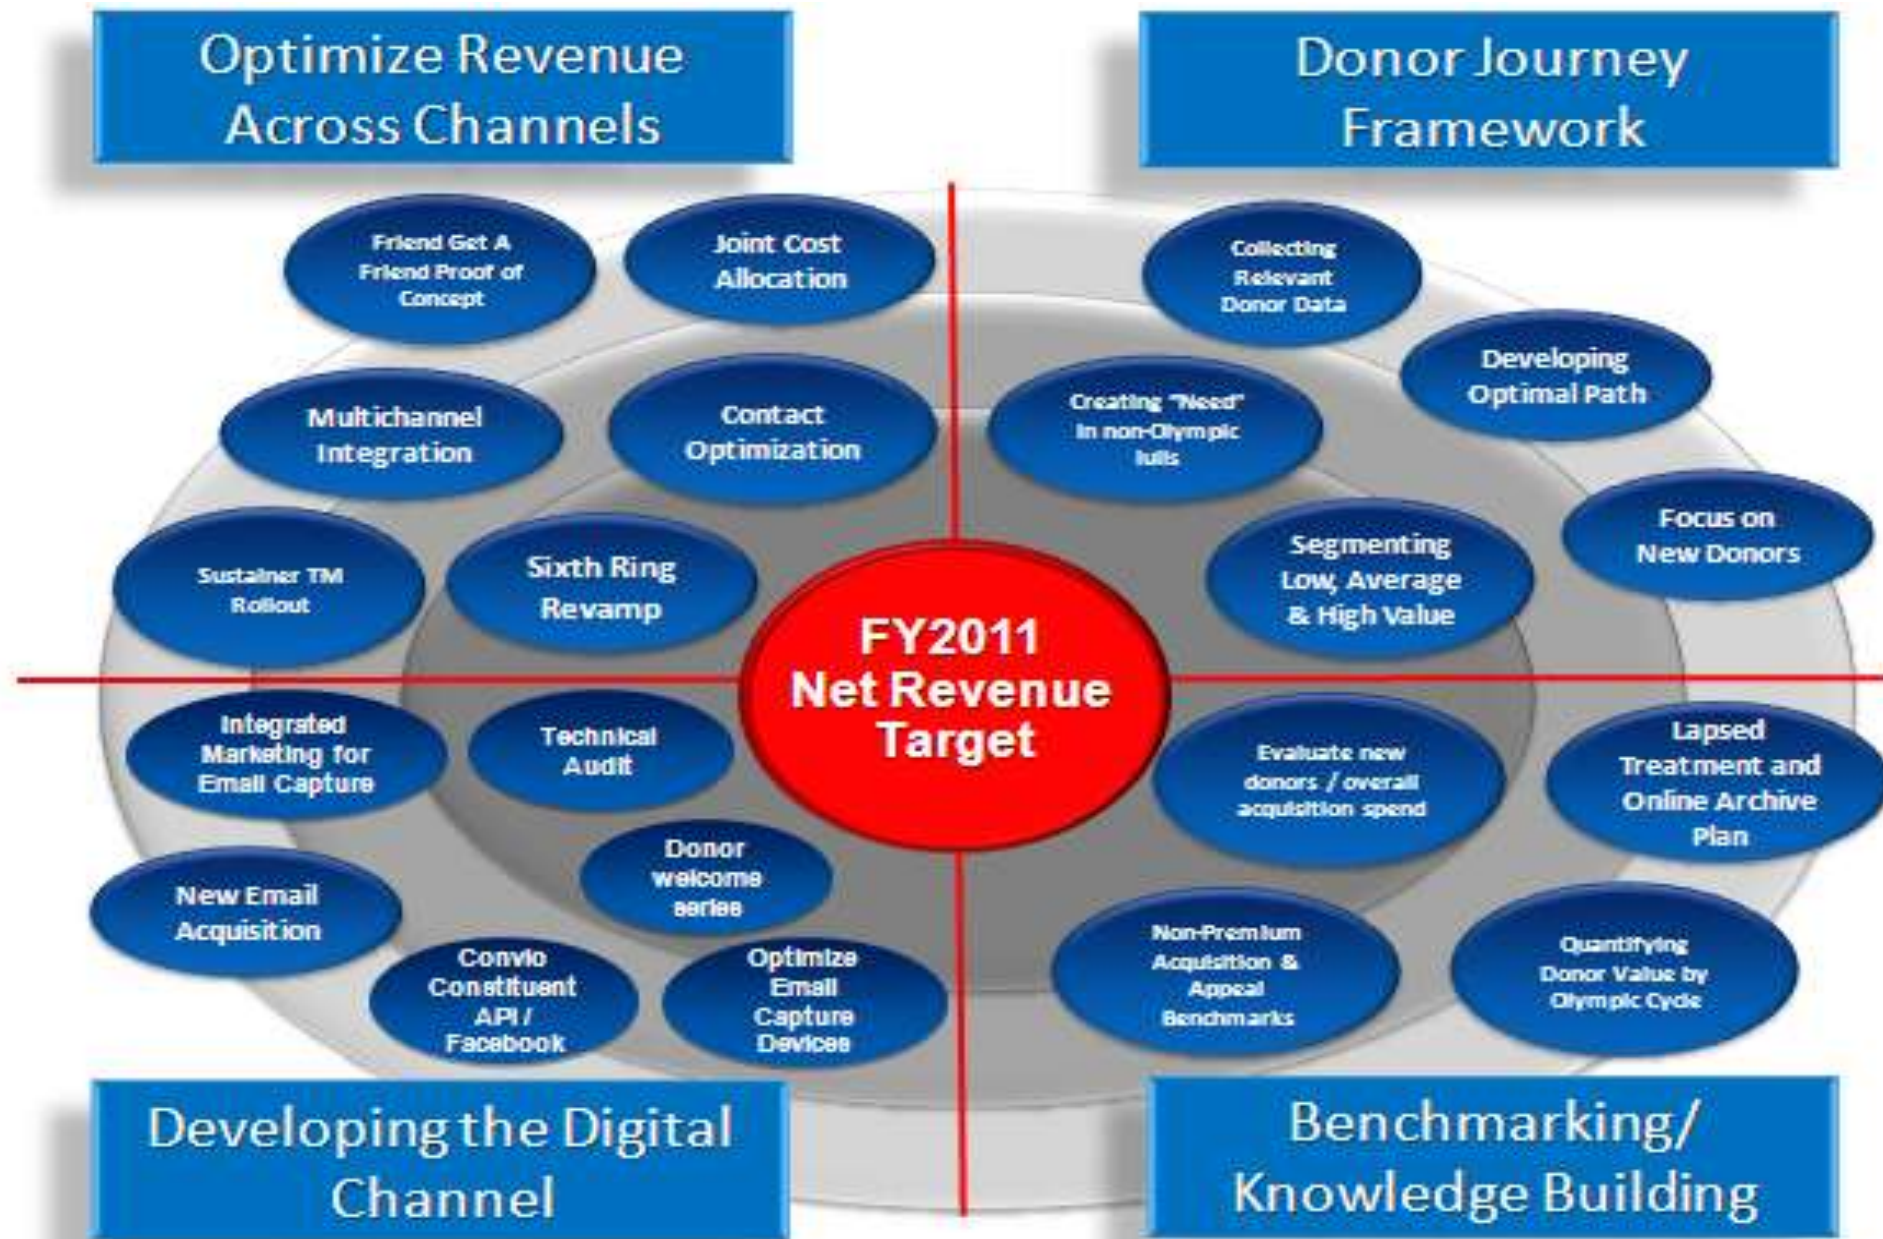 Optimize Revenue
Across Channels
Donor Journey
Framework
Friend Get A
Friend Proof of
Concept
Joint Cost
Allocation
Collecting
Relevant
Donor Data
Developing
Optimal Path
Multichannel
Integration
Contact
Optimization
Creating "Need"
in non-Olympic
lulls
Focus on
New Donors
Sustainer TM
Rollout
Sixth Ring
Revamp
Segmenting
Low, Average
& High Value
FY2011
Net Revenue
Target
Integrated
Marketing for
Email Capture
Technical
Audit
Evaluate new
donors / overall
acquisition spend
Lapsed
Treatment and
Online Archive
Plan
Donor
welcome
series
New Email
Acquisition
Convio
Constituent
API /
Facebook
Optimize
Email
Capture
Devices
Non-Premium
Acquisition &
Appeal
Benchmarks
Quantifying
Donor Value by
Olympic Cycle
Developing the Digital
Channel
Benchmarking/
Knowledge Building